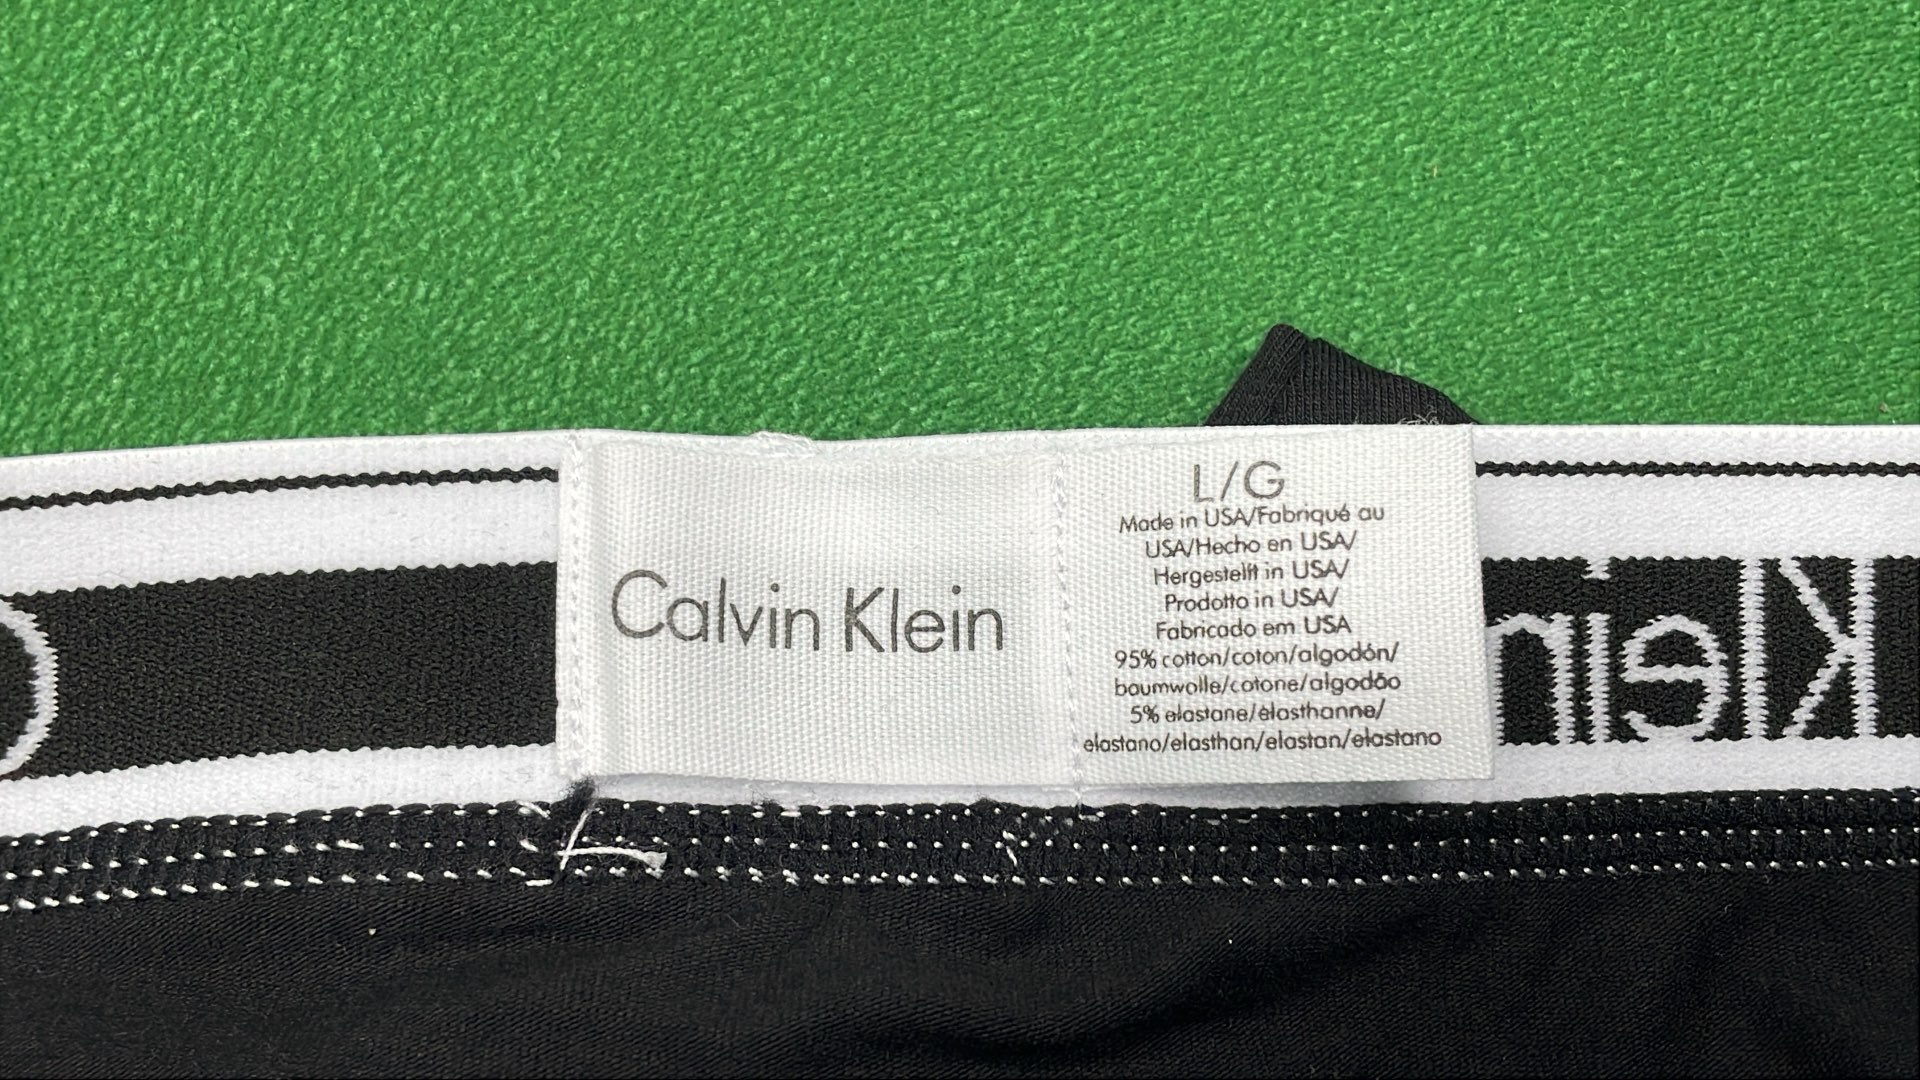 Calvin Klein
L/G
Made in USA/Fabriqué au
USA/Hecho en USA/
Hergestellt in USA/
Prodotto in USA/
Fabricado em USA
95% cotton/coton/algodón/
baumwolle/cotone/algodão
5% elastane/élasthanne/
elastano/elasthan/elastan/elastano
Klein